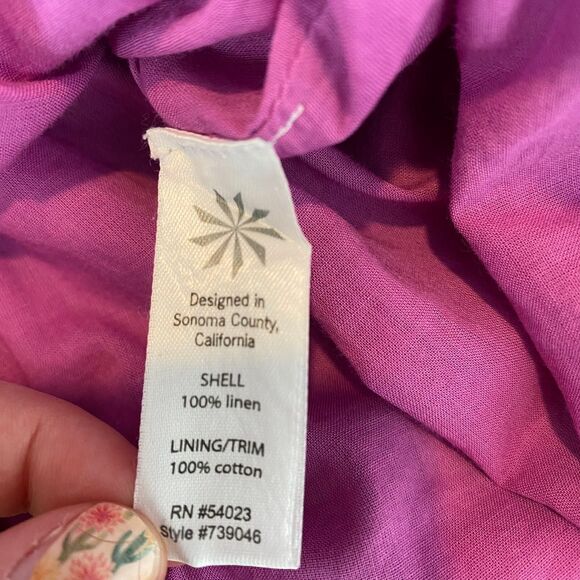 Designed in
Sonoma County,
California
SHELL
100% linen
LINING/TRIM
100% cotton
RN #54023
Style #739046